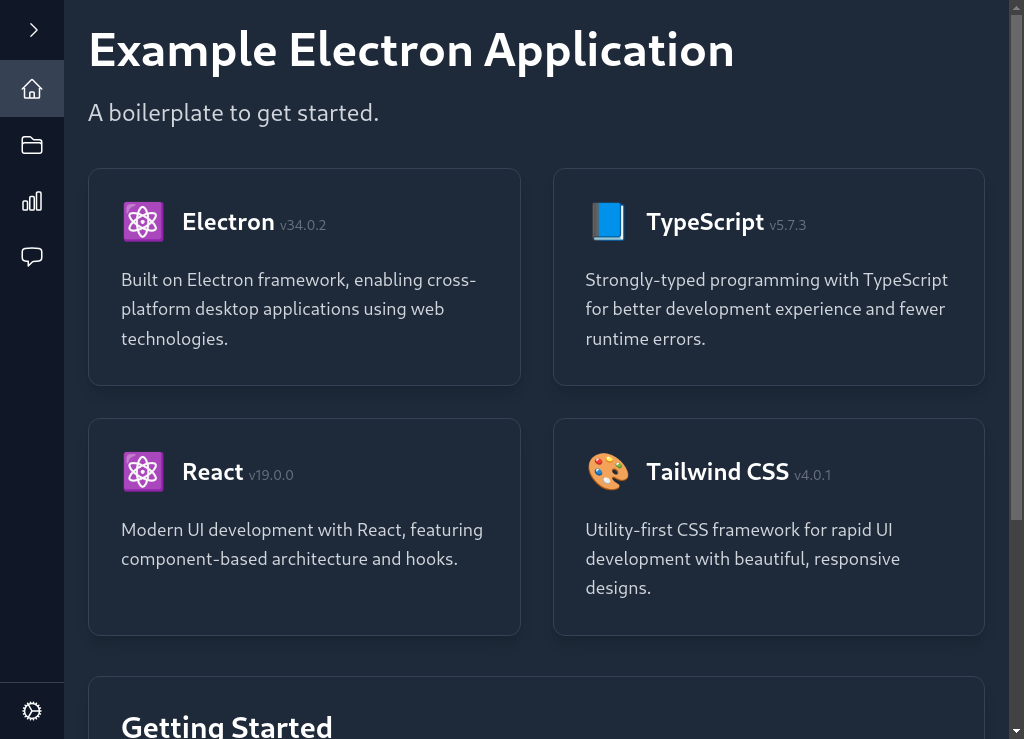 Example Electron Application
A boilerplate to get started.
Electron v34.0.2
Built on Electron framework, enabling cross-
platform desktop applications using web
technologies.
TypeScript v5.7.3
Strongly-typed programming with TypeScript
for better development experience and fewer
runtime errors.
React v19.0.0
Modern UI development with React, featuring
component-based architecture and hooks.
Tailwind CSS v4.0.1
Utility-first CSS framework for rapid UI
development with beautiful, responsive
designs.
Getting Started